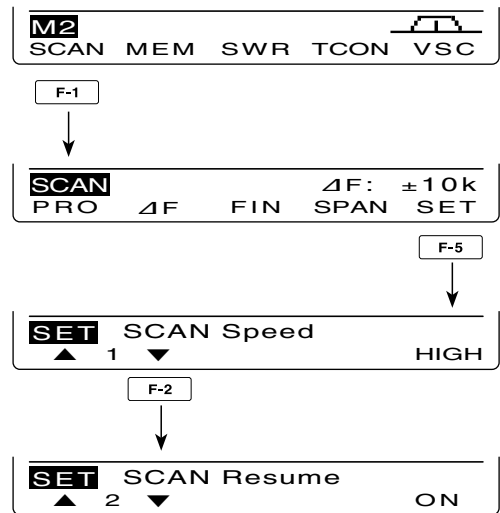 M2
SCAN MEM SWR TCON VSC
F-1
SCAN ⊿F: ±10k
PRO ⊿F FIN SPAN SET
F-5
SET SCAN Speed
▲ 1 ▼ HIGH
F-2
SET SCAN Resume
▲ 2 ▼ ON